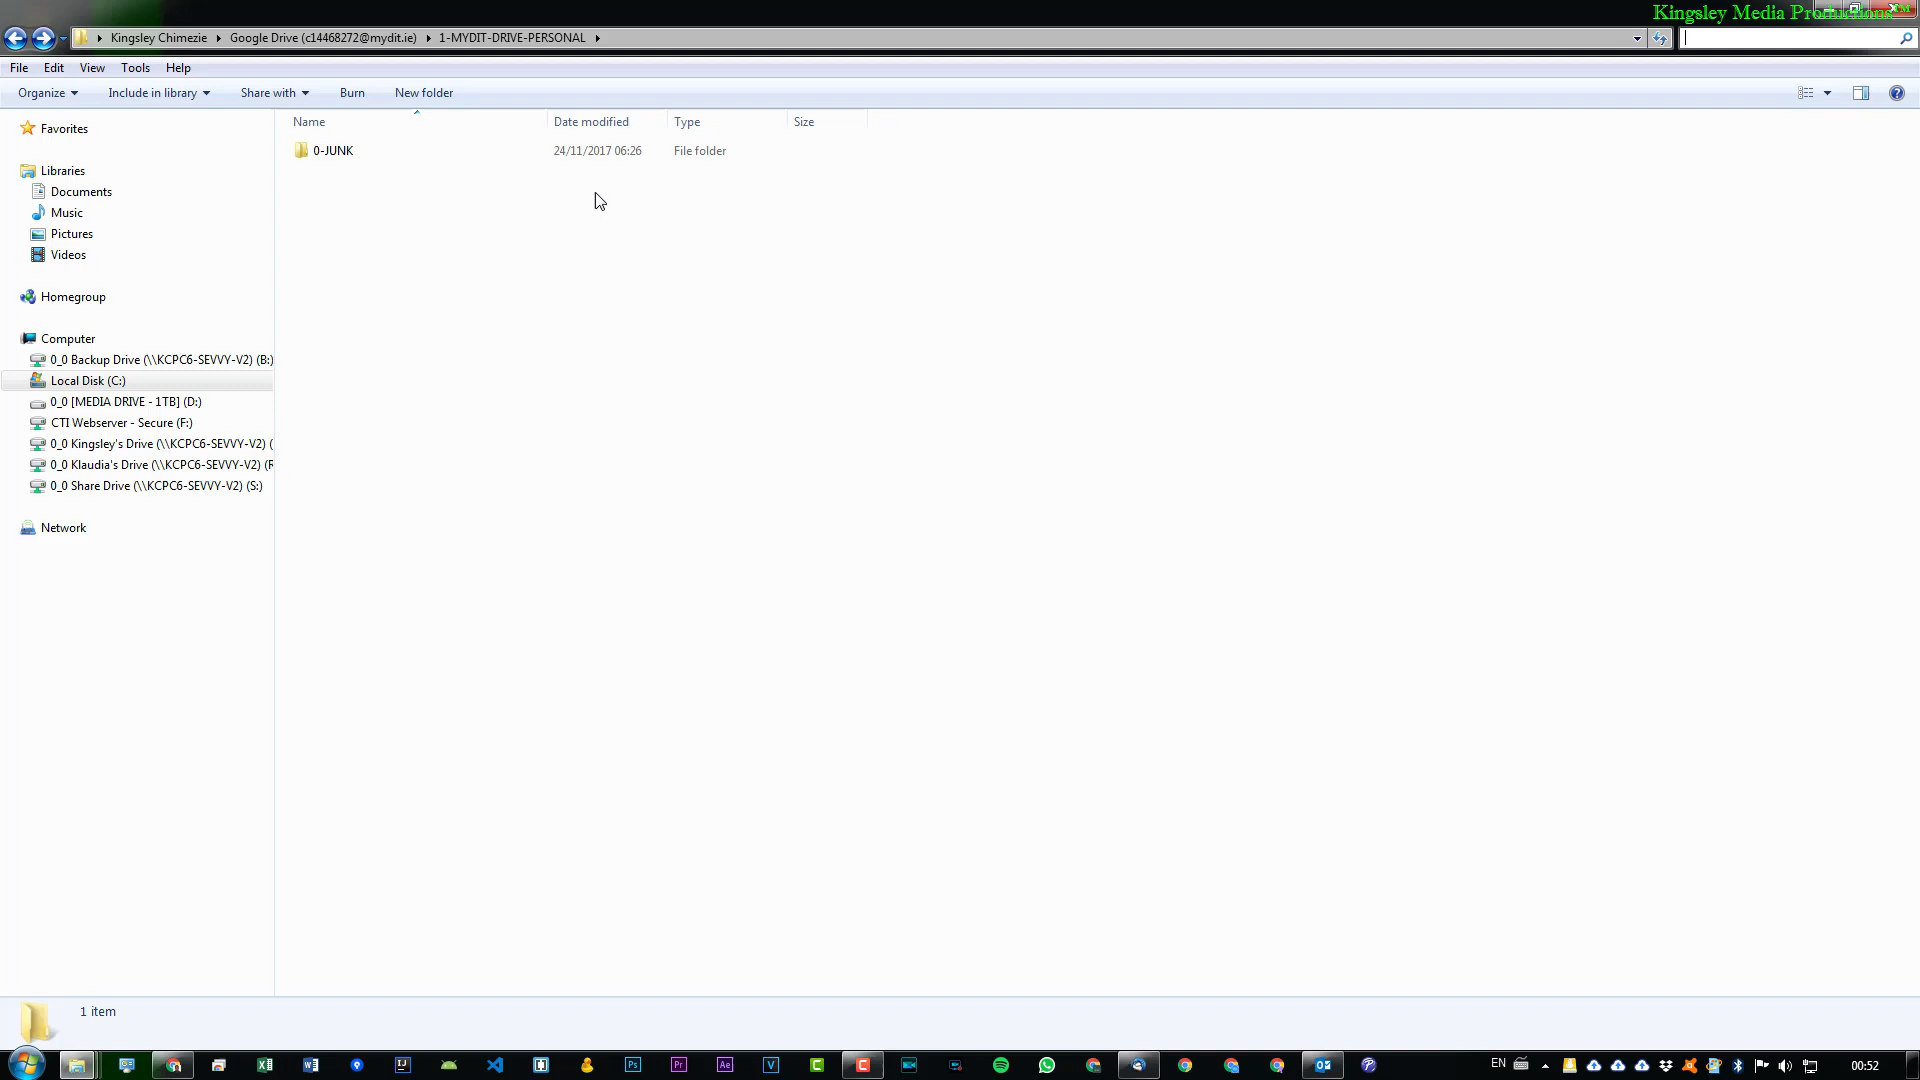 Kingsley Media Productions™
Kingsley Chimezie
Google Drive (c14468272@mydit.ie)
1-MYDIT-DRIVE-PERSONAL
File Edit View Tools Help
Organize Include in library Share with Burn New folder
Name Date modified Type Size
0-JUNK 24/11/2017 06:26 File folder
Favorites
Libraries
Documents
Music
Pictures
Videos
Homegroup
Computer
0_0 Backup Drive (\\KCPC6-SEVVY-V2) (B:)
Local Disk (C:)
0_0 [MEDIA DRIVE - 1TB] (D:)
CTI Webserver - Secure (F:)
0_0 Kingsley's Drive (\\KCPC6-SEVVY-V2) (
0_0 Klaudia's Drive (\\KCPC6-SEVVY-V2) (R
0_0 Share Drive (\\KCPC6-SEVVY-V2) (S:)
Network
1 item
Ps Pr Ae V C C
EN 00:52